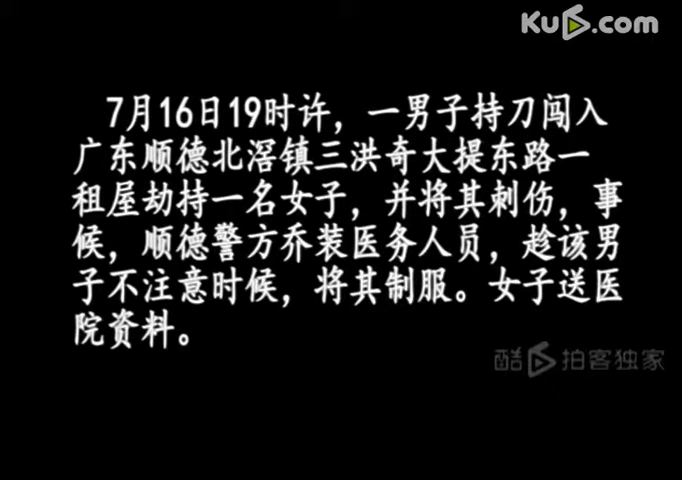 Ku6.com
7月16日19时许，一男子持刀闯入
广东顺德北滘镇三洪奇大提东路一
租屋劫持一名女子，并将其刺伤，事
候，顺德警方乔装医务人员，趁该男
子不注意时候，将其制服。女子送医
院资料。
酷6拍客独家